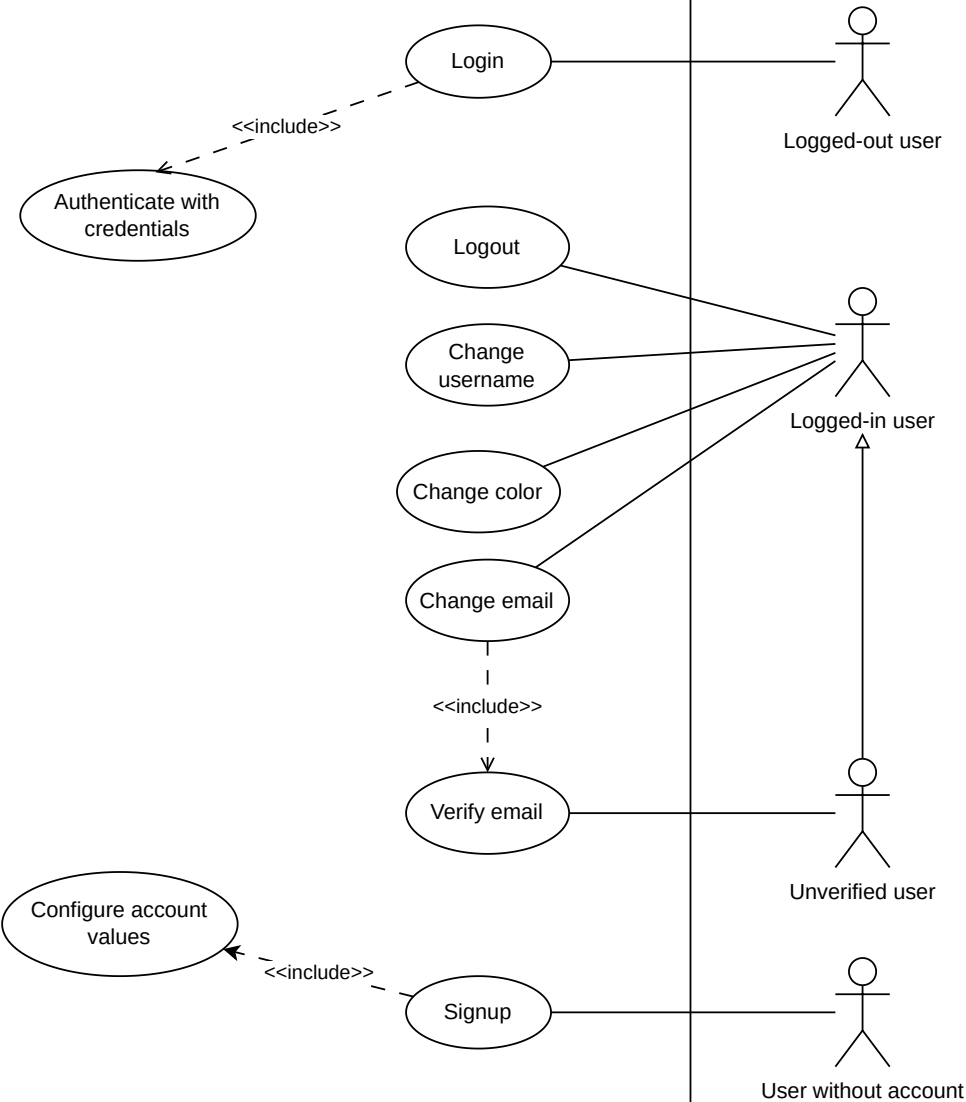 Login
Logged-out user
<<include>>
Authenticate with
credentials
Logout
Change
username
Logged-in user
Change color
Change email
<<include>>
Verify email
Unverified user
Configure account
values
<<include>>
Signup
User without account